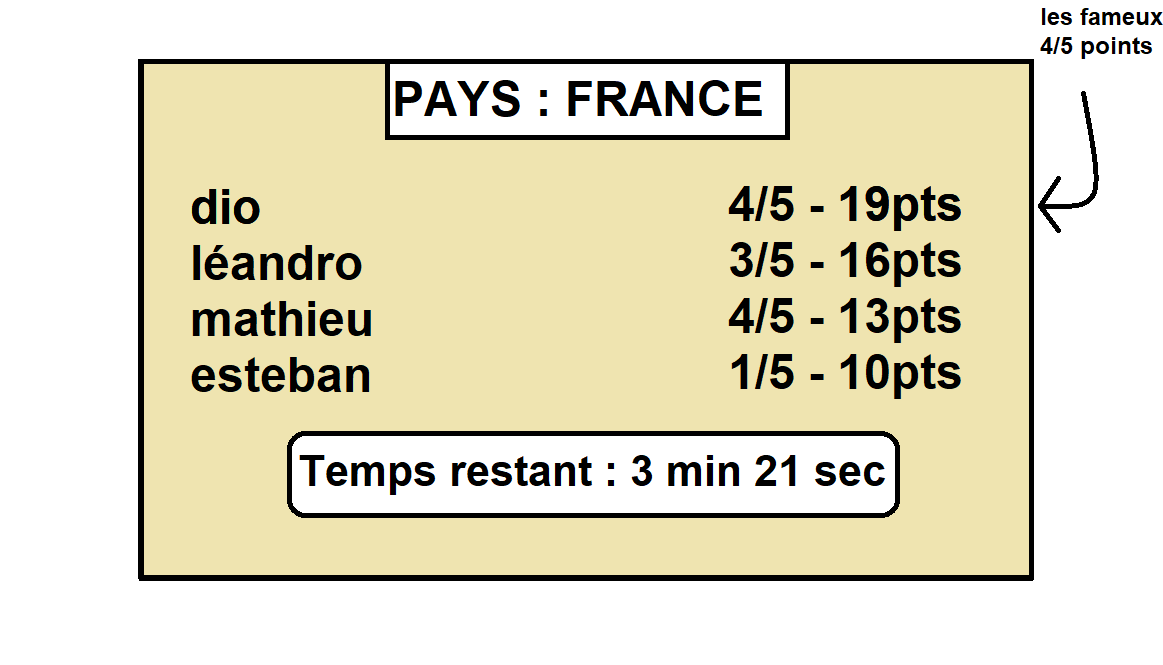 les fameux
4/5 points
PAYS : FRANCE
dio 4/5 - 19pts
léandro 3/5 - 16pts
mathieu 4/5 - 13pts
esteban 1/5 - 10pts
Temps restant : 3 min 21 sec